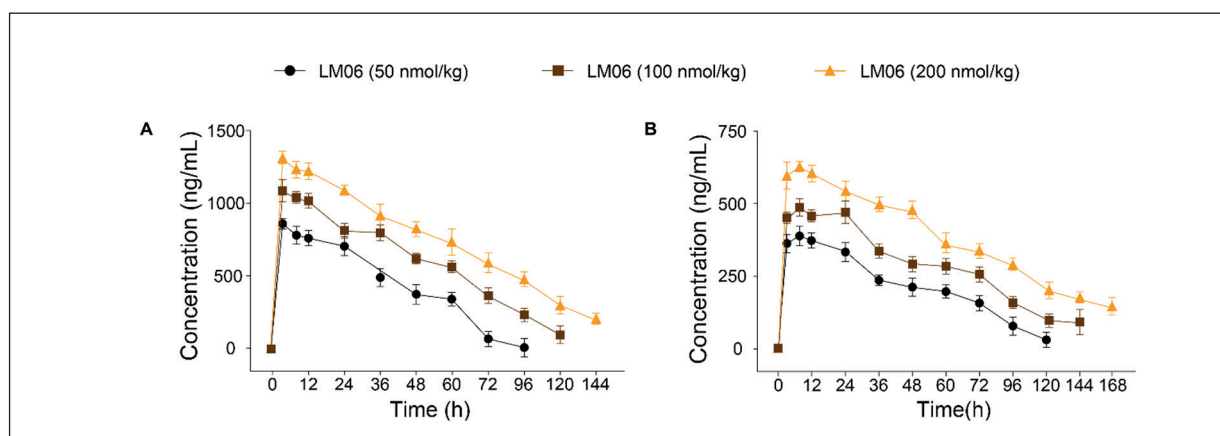 LM06 (50 nmol/kg) LM06 (100 nmol/kg) LM06 (200 nmol/kg)
A
Concentration (ng/mL)
1500
1000
500
0
0 12 24 36 48 60 72 96 120 144
Time (h)
B
Concentration (ng/mL)
750
500
250
0
0 12 24 36 48 60 72 96 120 144 168
Time(h)